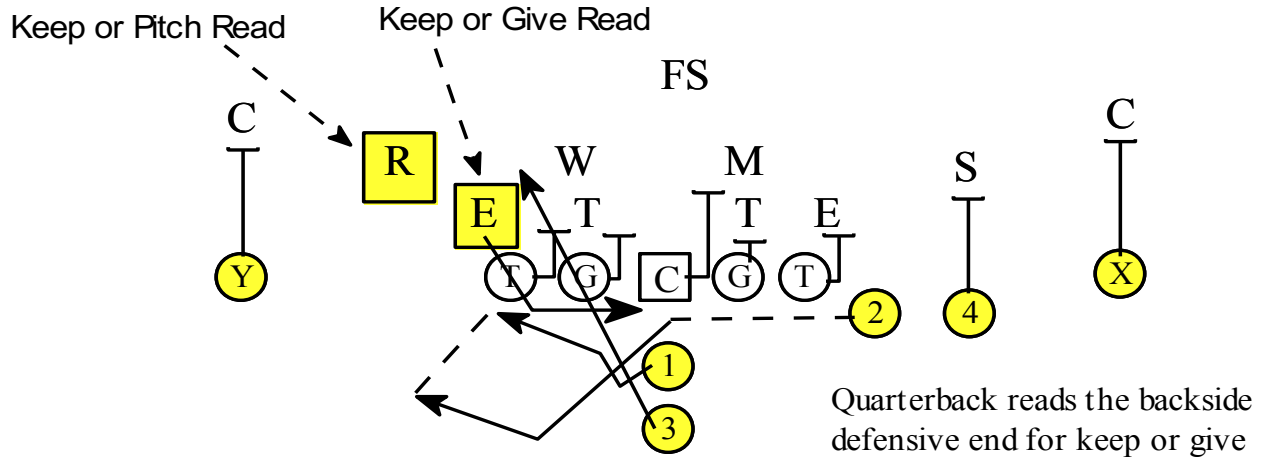 Keep or Pitch Read
Keep or Give Read
FS
C
C
R
W
M
S
E
T
T
E
Y
T
G
C
G
T
X
2
4
1
3
Quarterback reads the backside
defensive end for keep or give